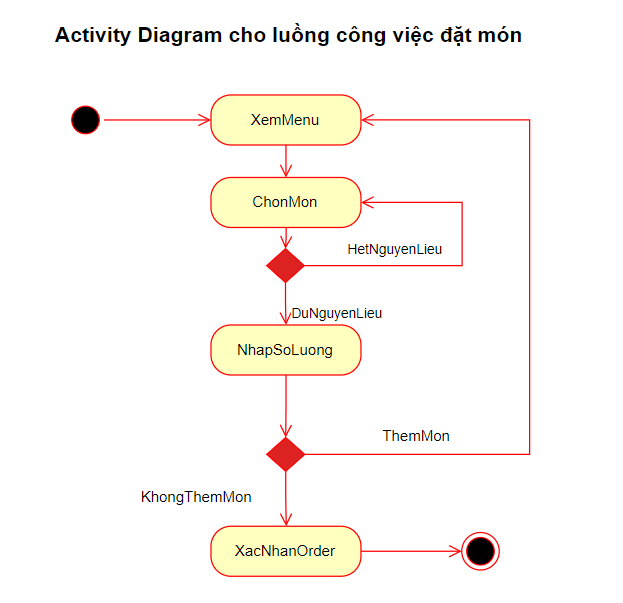 Activity Diagram cho luồng công việc đặt món
XemMenu
ChonMon
HetNguyenLieu
DuNguyenLieu
NhapSoLuong
ThemMon
KhongThemMon
XacNhanOrder